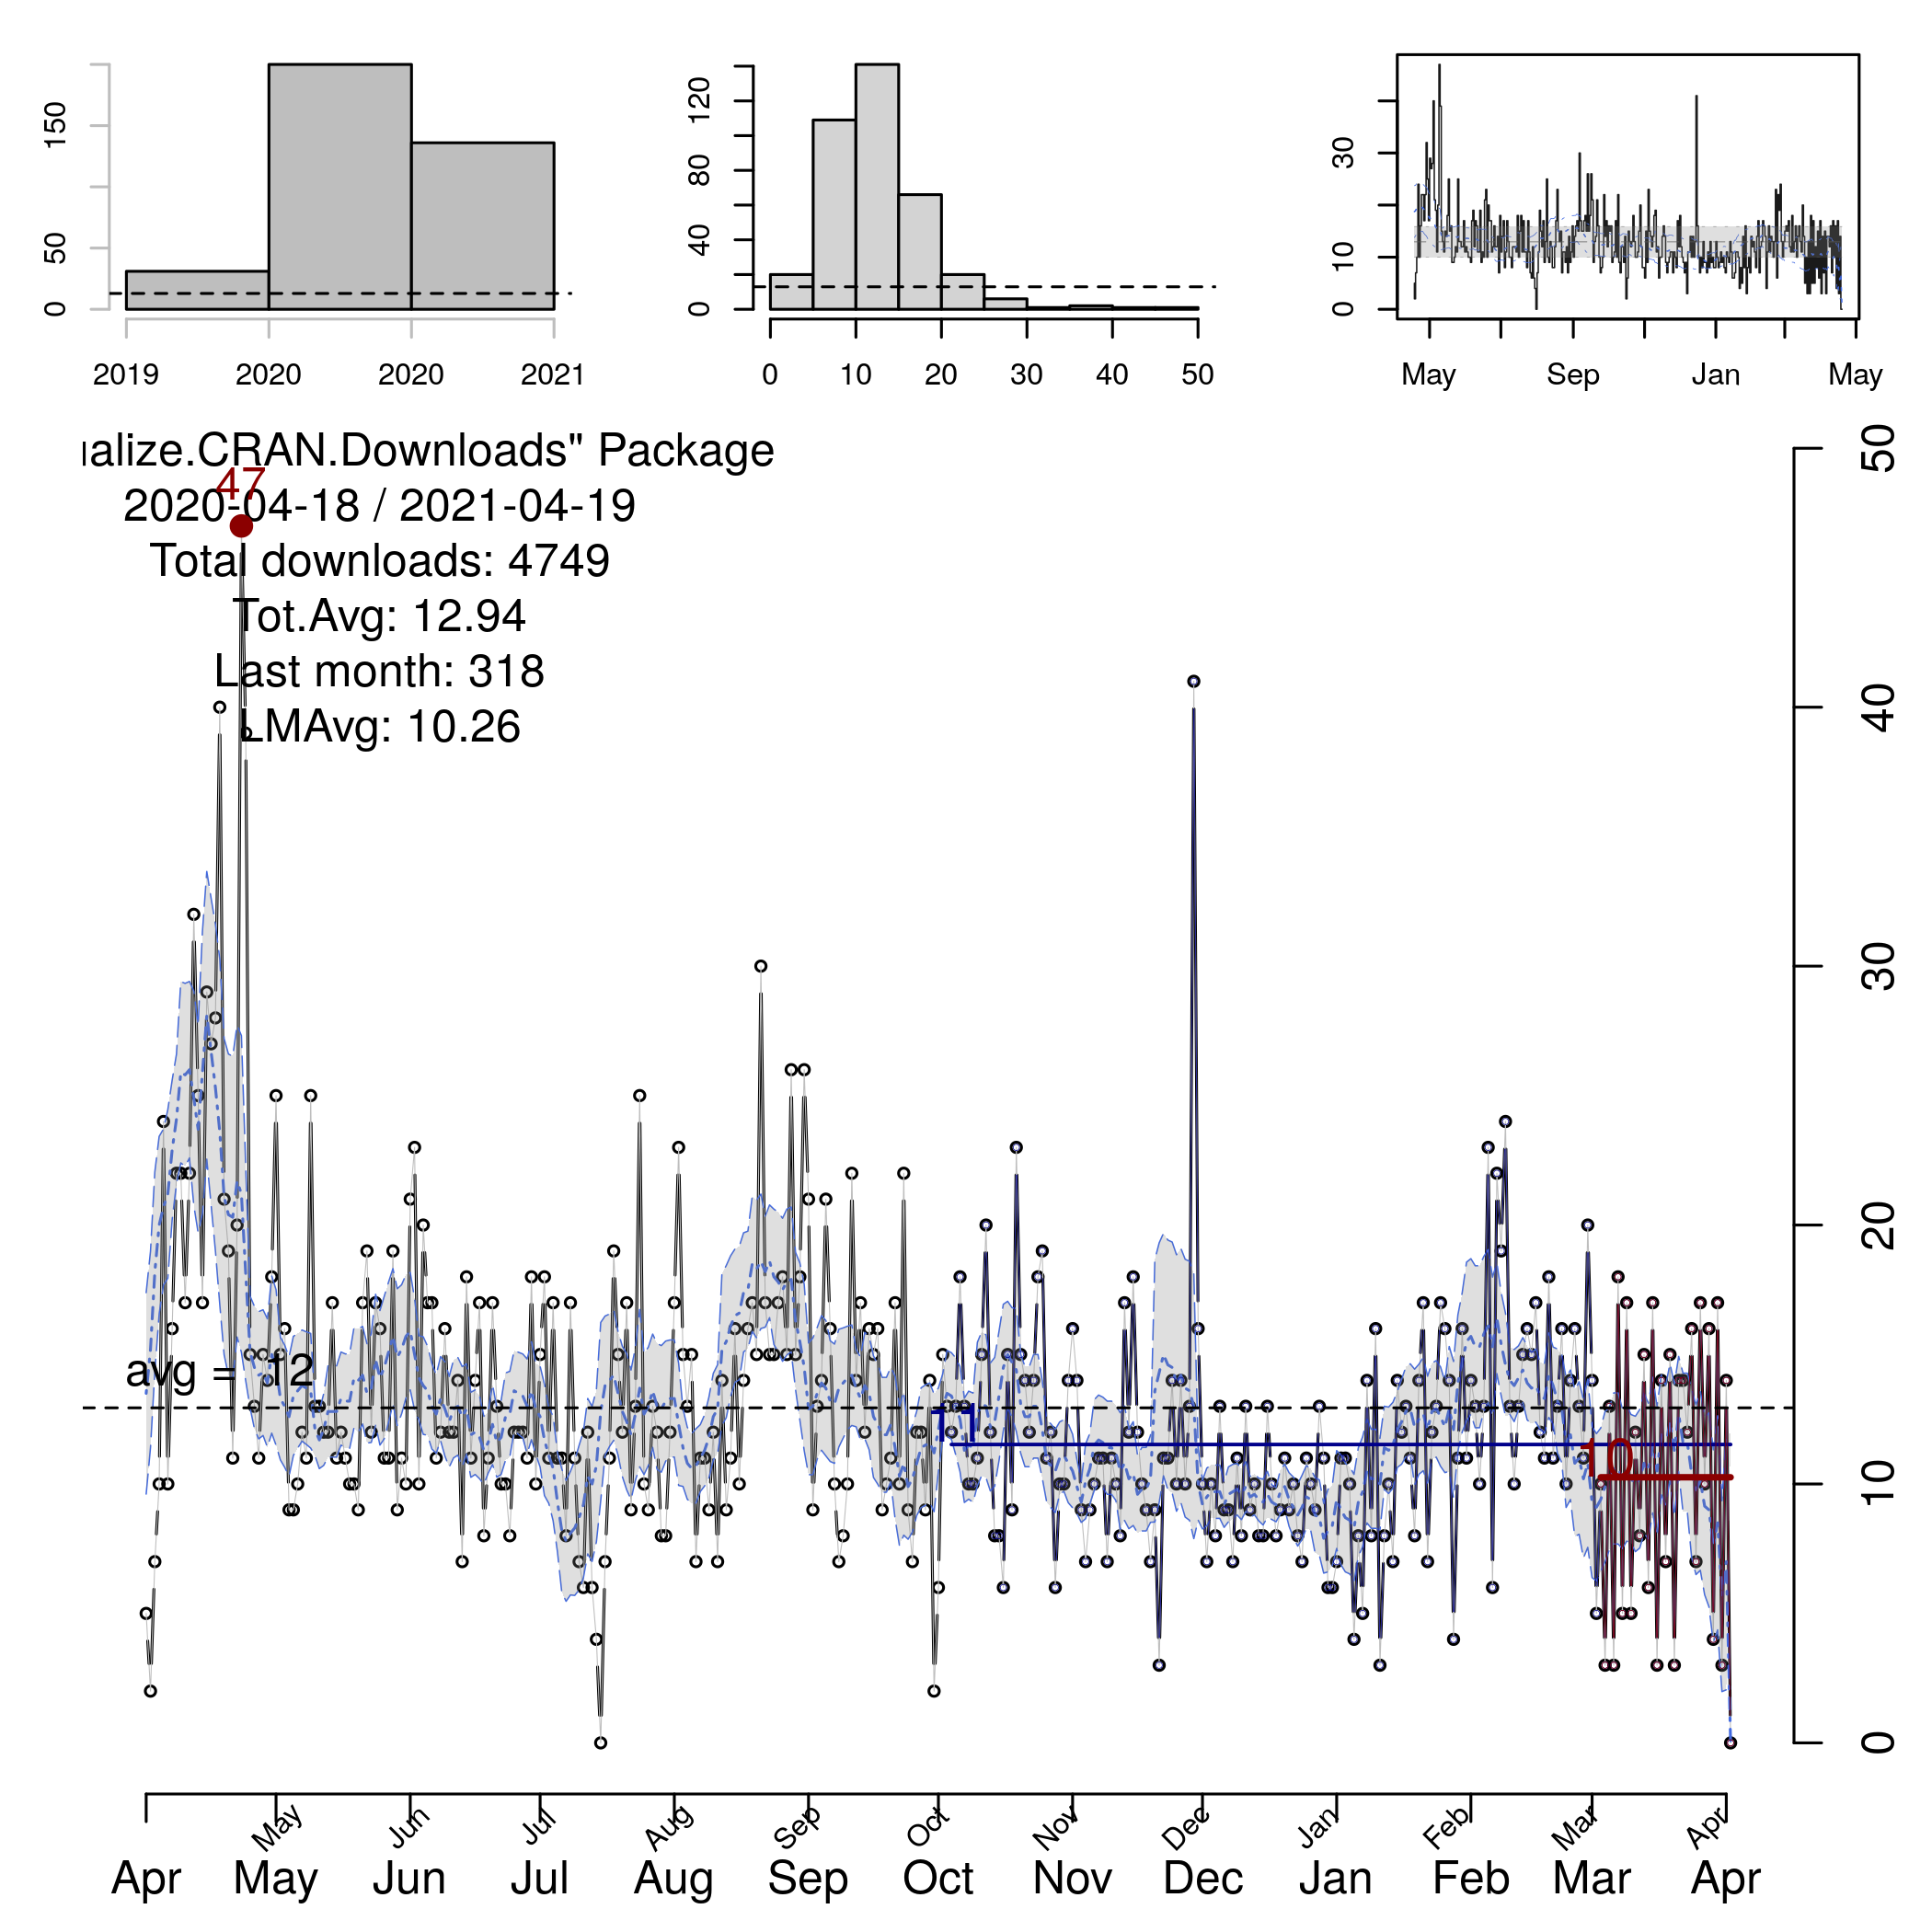 0 50 150
2019 2020 2020 2021
0 40 80 120
0 10 20 30 40 50
0 10 30
May Sep Jan May
alize.CRAN.Downloads" Package
47
2020-04-18 / 2021-04-19
Total downloads: 4749
Tot.Avg: 12.94
Last month: 318
LMAvg: 10.26
avg = 12
11
10
0 10 20 30 40 50
May Jun Jul Aug Sep Oct Nov Dec Jan Feb Mar Apr
Apr May Jun Jul Aug Sep Oct Nov Dec Jan Feb Mar Apr